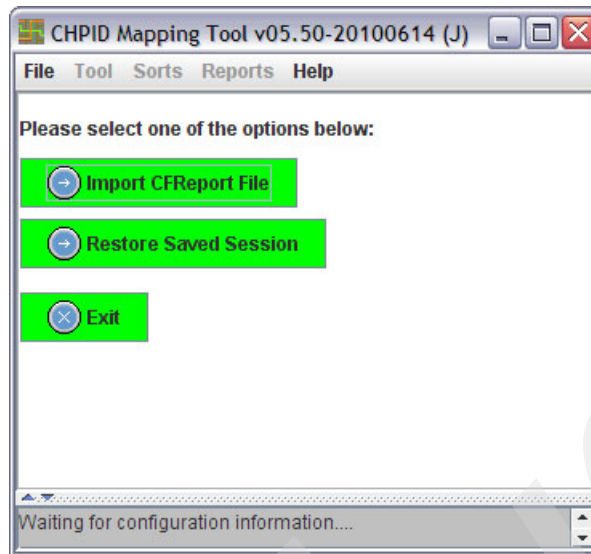 CHPID Mapping Tool v05.50-20100614 (J)
File Tool Sorts Reports Help
Please select one of the options below:
Import CFReport File
Restore Saved Session
Exit
Waiting for configuration information....